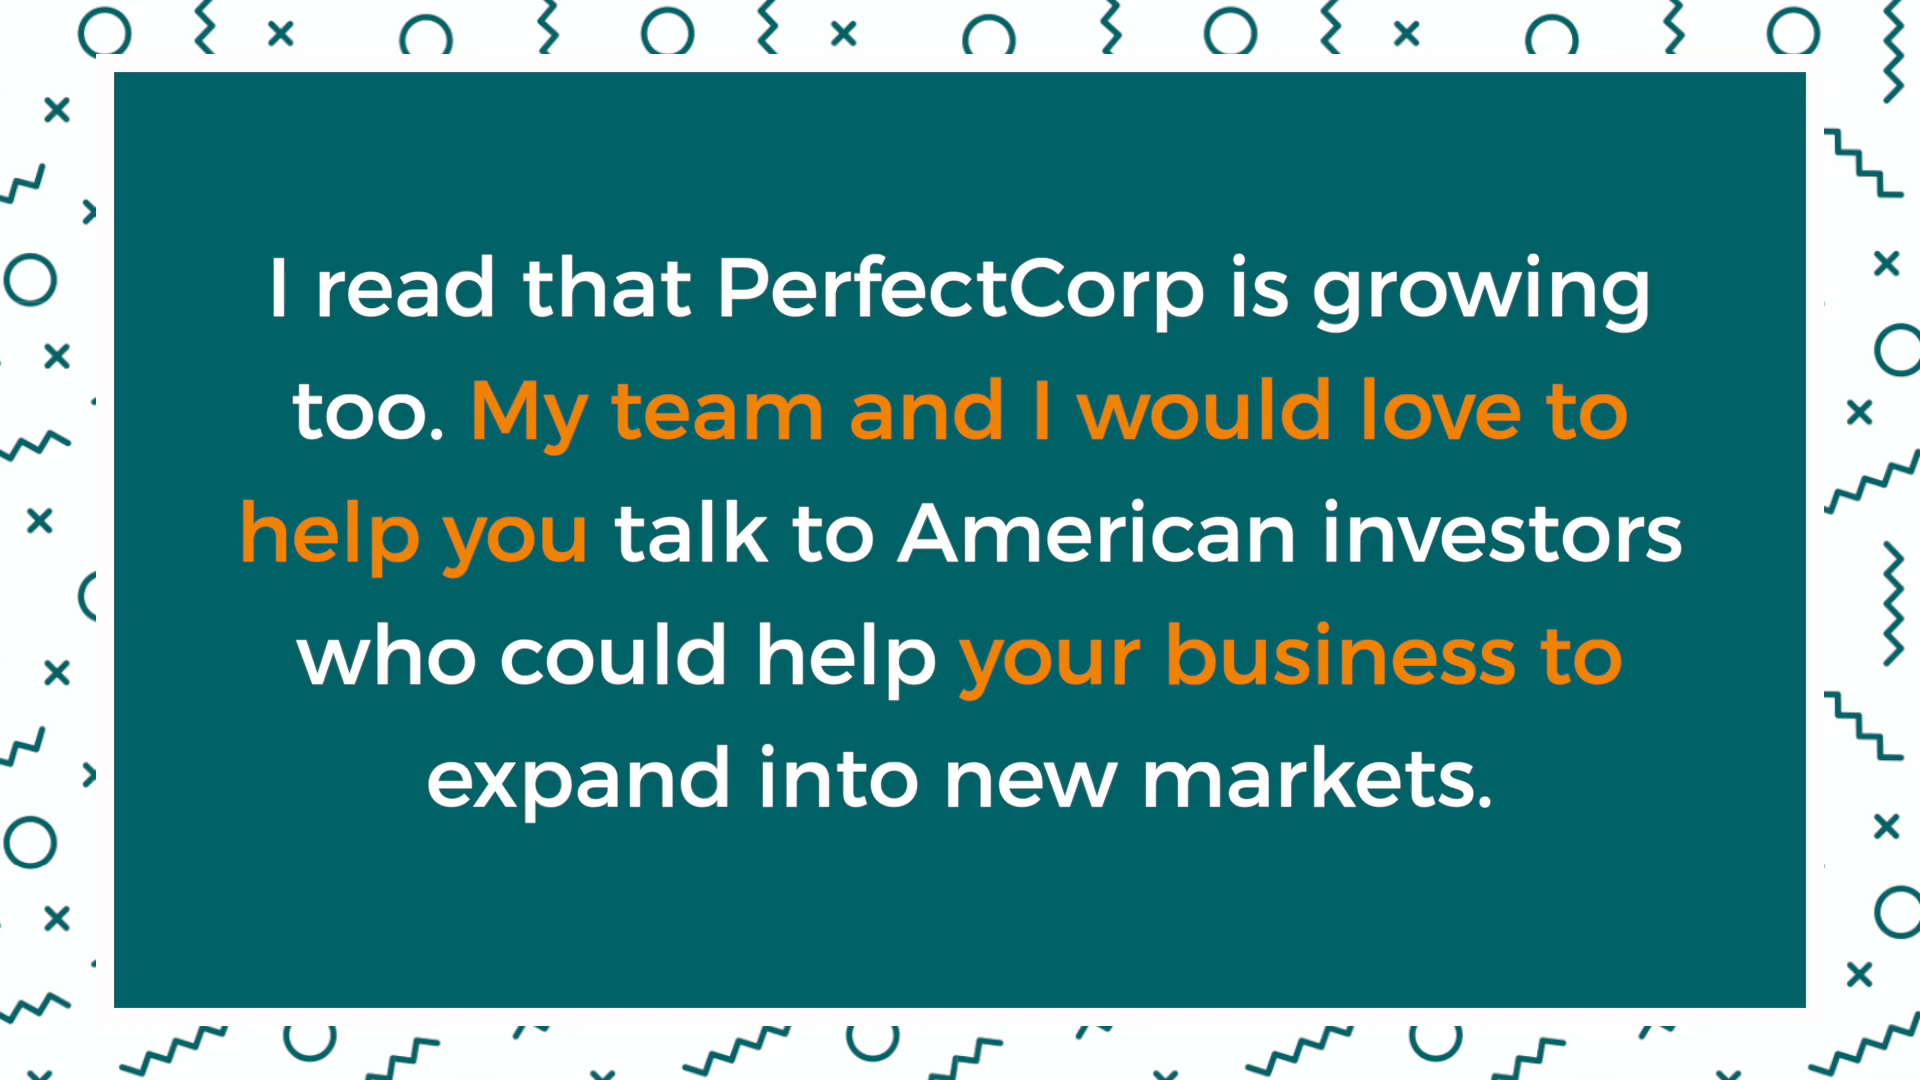 I read that PerfectCorp is growing
too. My team and I would love to
help you talk to American investors
who could help your business to
expand into new markets.